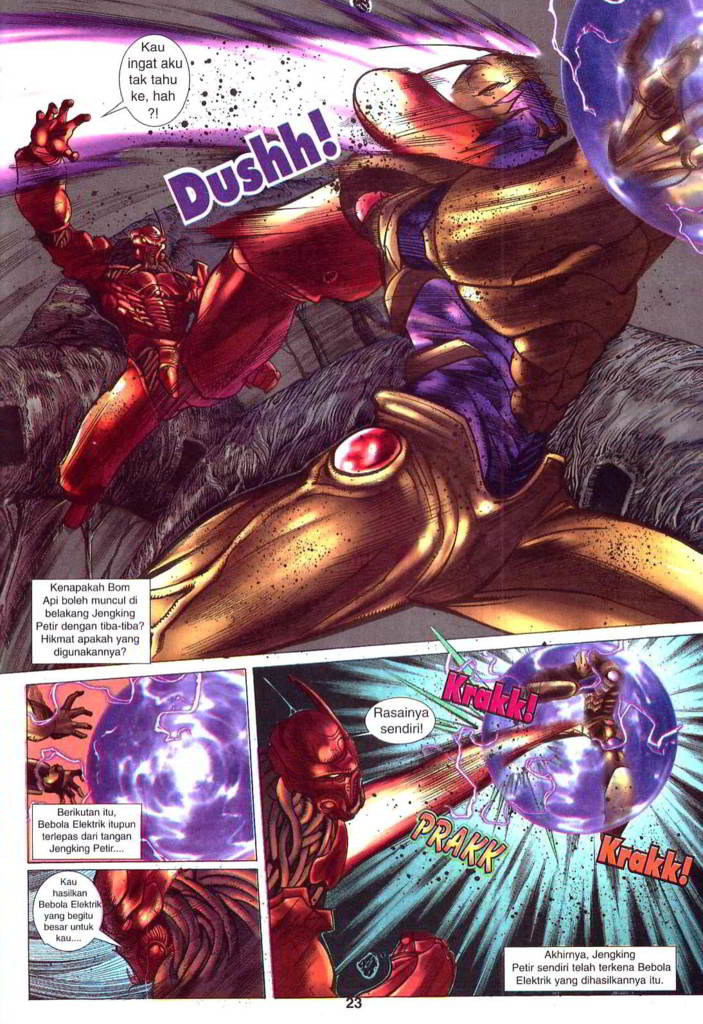 Kau
ingat aku
tak tahu
ke, hah
?!
Dushh!
Kenapakah Bom
Api boleh muncul di
belakang Jengking
Petir dengan tiba-tiba?
Hikmat apakah yang
digunakannya?
Berikutan itu,
Bebola Elektrik itupun
terlepas dari tangan
Jengking Petir....
Kau
hasilkan
Bebola Elektrik
yang begitu
besar untuk
kau....
Rasainya
sendiri!
Krakk!
PRAKK
Krakk!
Akhirnya, Jengking
Petir sendiri telah terkena Bebola
Elektrik yang dihasilkannya itu.
23